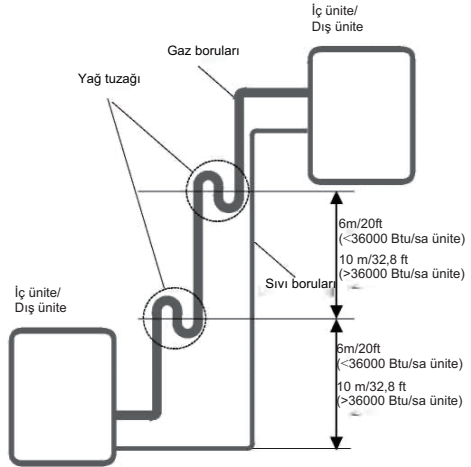 İç ünite/
Dış ünite
Gaz boruları
Yağ tuzağı
6m/20ft
(<36000 Btu/sa ünite)
10 m/32,8 ft
(>36000 Btu/sa ünite)
Sıvı boruları
İç ünite/
Dış ünite
6m/20ft
(<36000 Btu/sa ünite)
10 m/32,8 ft
(>36000 Btu/sa ünite)